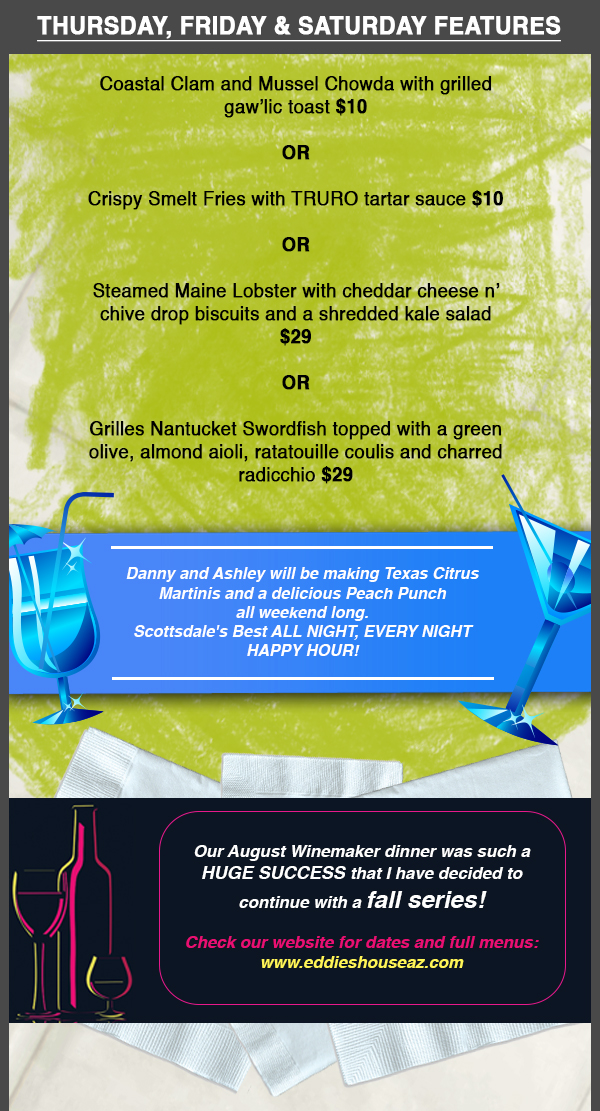 THURSDAY, FRIDAY & SATURDAY FEATURES
Coastal Clam and Mussel Chowda with grilled
gaw’lic toast $10
OR
Crispy Smelt Fries with TRURO tartar sauce $10
OR
Steamed Maine Lobster with cheddar cheese n’
chive drop biscuits and a shredded kale salad
$29
OR
Grilles Nantucket Swordfish topped with a green
olive, almond aioli, ratatouille coulis and charred
radicchio $29
Danny and Ashley will be making Texas Citrus
Martinis and a delicious Peach Punch
all weekend long.
Scottsdale's Best ALL NIGHT, EVERY NIGHT
HAPPY HOUR!
Our August Winemaker dinner was such a
HUGE SUCCESS that I have decided to
continue with a fall series!
Check our website for dates and full menus:
www.eddieshouseaz.com